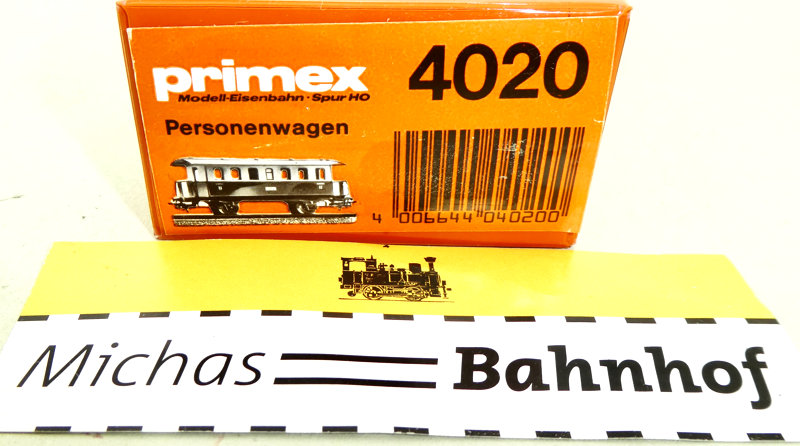 primex
Modell-Eisenbahn · Spur HO
4020
Personenwagen
4 006644 040200
Michas Bahnhof